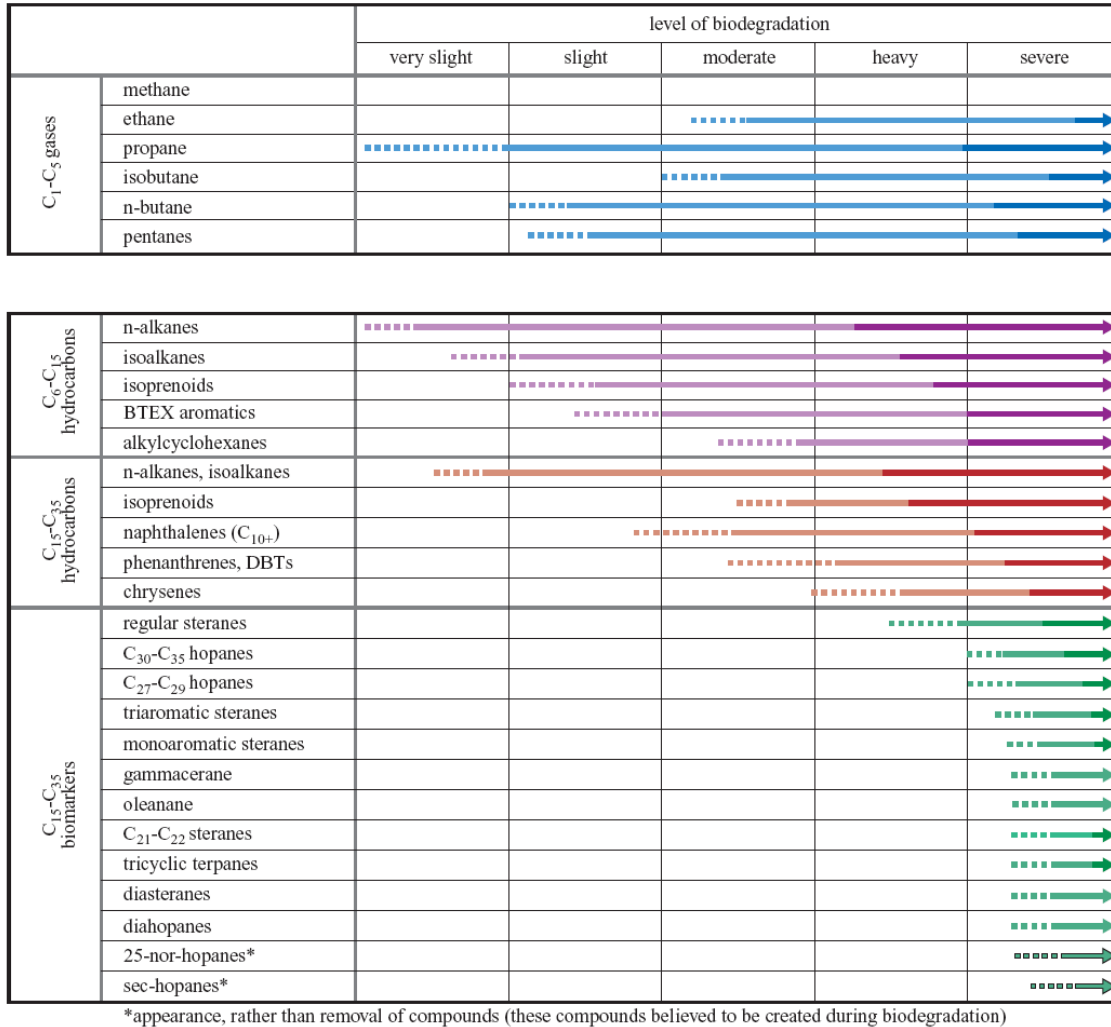 level of biodegradation
very slight slight moderate heavy severe
C₁-C₅ gases
methane
ethane
propane
isobutane
n-butane
pentanes
C₆-C₁₅
hydrocarbons
n-alkanes
isoalkanes
isoprenoids
BTEX aromatics
alkylcyclohexanes
C₁₅-C₃₅
hydrocarbons
n-alkanes, isoalkanes
isoprenoids
naphthalenes (C₁₀₊)
phenanthrenes, DBTs
chrysenes
C₁₅-C₃₅
biomarkers
regular steranes
C₃₀-C₃₅ hopanes
C₂₇-C₂₉ hopanes
triaromatic steranes
monoaromatic steranes
gammacerane
oleanane
C₂₁-C₂₂ steranes
tricyclic terpanes
diasteranes
diahopanes
25-nor-hopanes*
sec-hopanes*
*appearance, rather than removal of compounds (these compounds believed to be created during biodegradation)